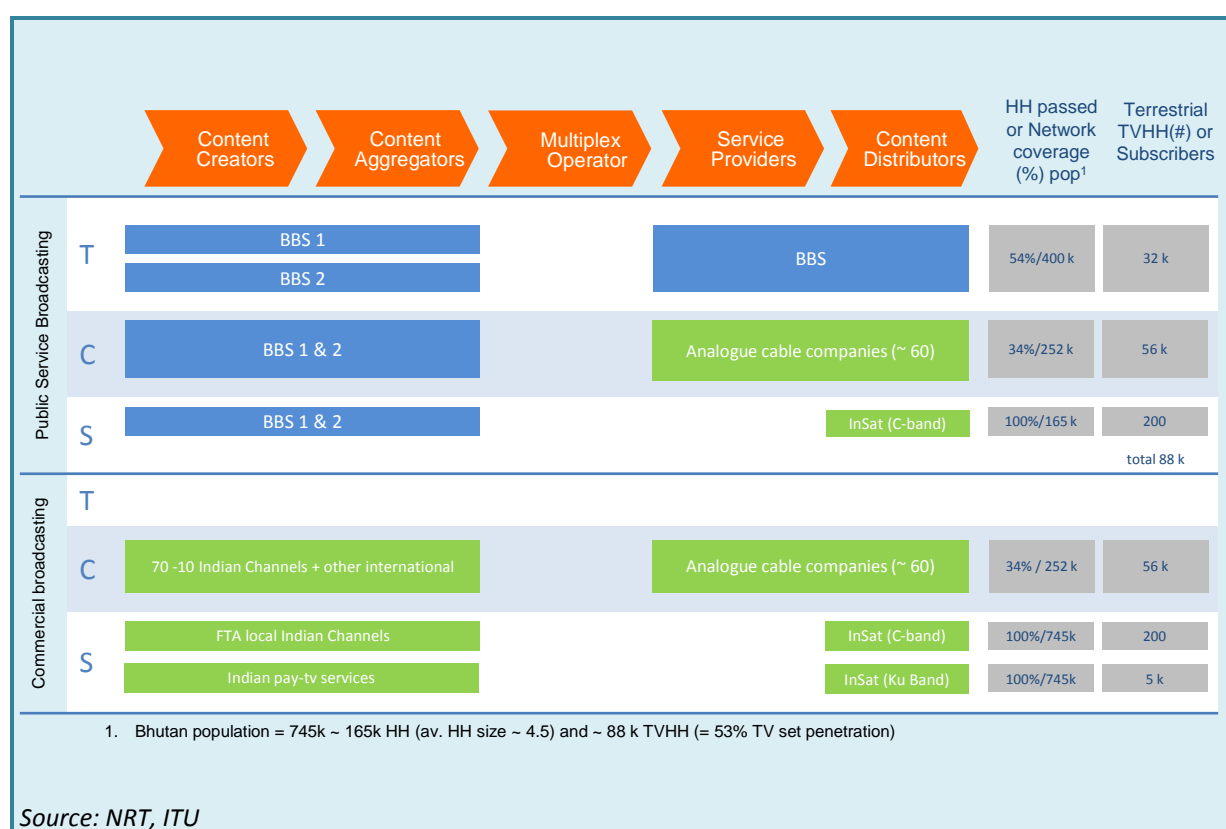 Content
Creators
Content
Aggregators
Multiplex
Operator
Service
Providers
Content
Distributors
HH passed
or Network
coverage
(%) pop¹
Terrestrial
TVHH(#) or
Subscribers
Public Service Broadcasting
T
BBS 1
BBS 2
BBS
54%/400 k
32 k
C
BBS 1 & 2
Analogue cable companies (~ 60)
34%/252 k
56 k
S
BBS 1 & 2
InSat (C-band)
100%/165 k
200
total 88 k
Commercial broadcasting
T
C
70 -10 Indian Channels + other international
Analogue cable companies (~ 60)
34% / 252 k
56 k
S
FTA local Indian Channels
InSat (C-band)
100%/745k
200
Indian pay-tv services
InSat (Ku Band)
100%/745k
5 k
1. Bhutan population = 745k ~ 165k HH (av. HH size ~ 4.5) and ~ 88 k TVHH (= 53% TV set penetration)
Source: NRT, ITU